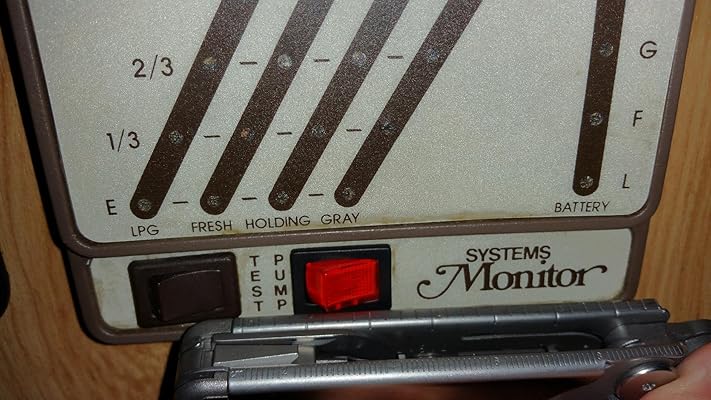 2/3 G
1/3 F
E L
LPG FRESH HOLDING GRAY BATTERY
TEST PUMP
SYSTEMS
Monitor